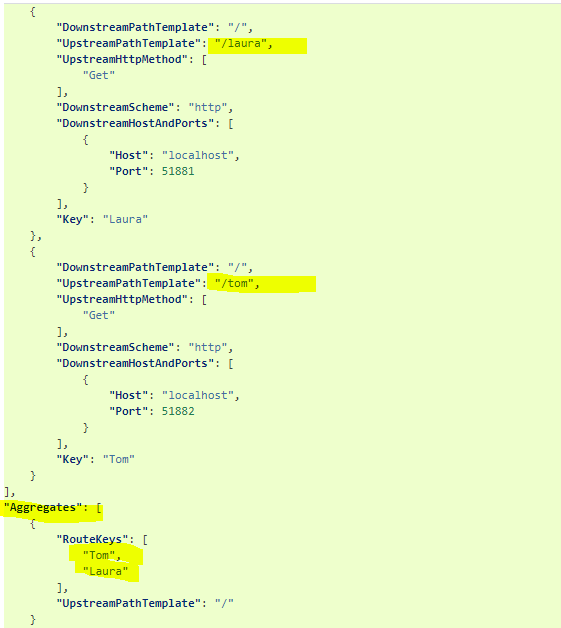 {
"DownstreamPathTemplate": "/",
"UpstreamPathTemplate": "/laura",
"UpstreamHttpMethod": [
"Get"
],
"DownstreamScheme": "http",
"DownstreamHostAndPorts": [
{
"Host": "localhost",
"Port": 51881
}
],
"Key": "Laura"
},
{
"DownstreamPathTemplate": "/",
"UpstreamPathTemplate": "/tom",
"UpstreamHttpMethod": [
"Get"
],
"DownstreamScheme": "http",
"DownstreamHostAndPorts": [
{
"Host": "localhost",
"Port": 51882
}
],
"Key": "Tom"
}
],
"Aggregates": [
{
"RouteKeys": [
"Tom",
"Laura"
],
"UpstreamPathTemplate": "/"
}